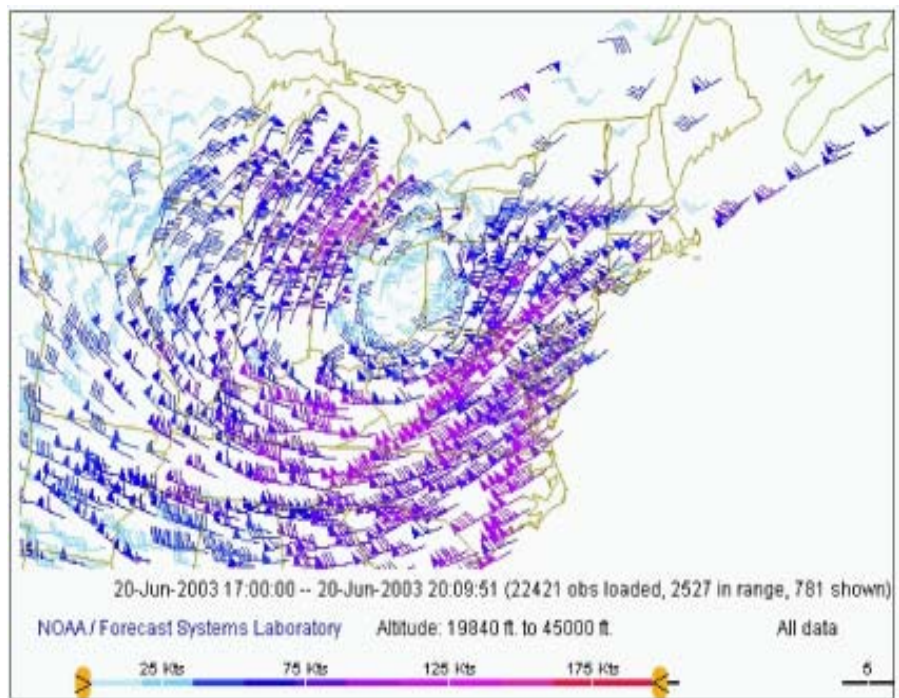 20-Jun-2003 17:00:00 -- 20-Jun-2003 20:09:51 (22421 obs loaded, 2527 in range, 781 shown)
NOAA / Forecast Systems Laboratory Altitude: 19840 ft. to 45000 ft. All data
25 Kts 75 Kts 125 Kts 175 Kts